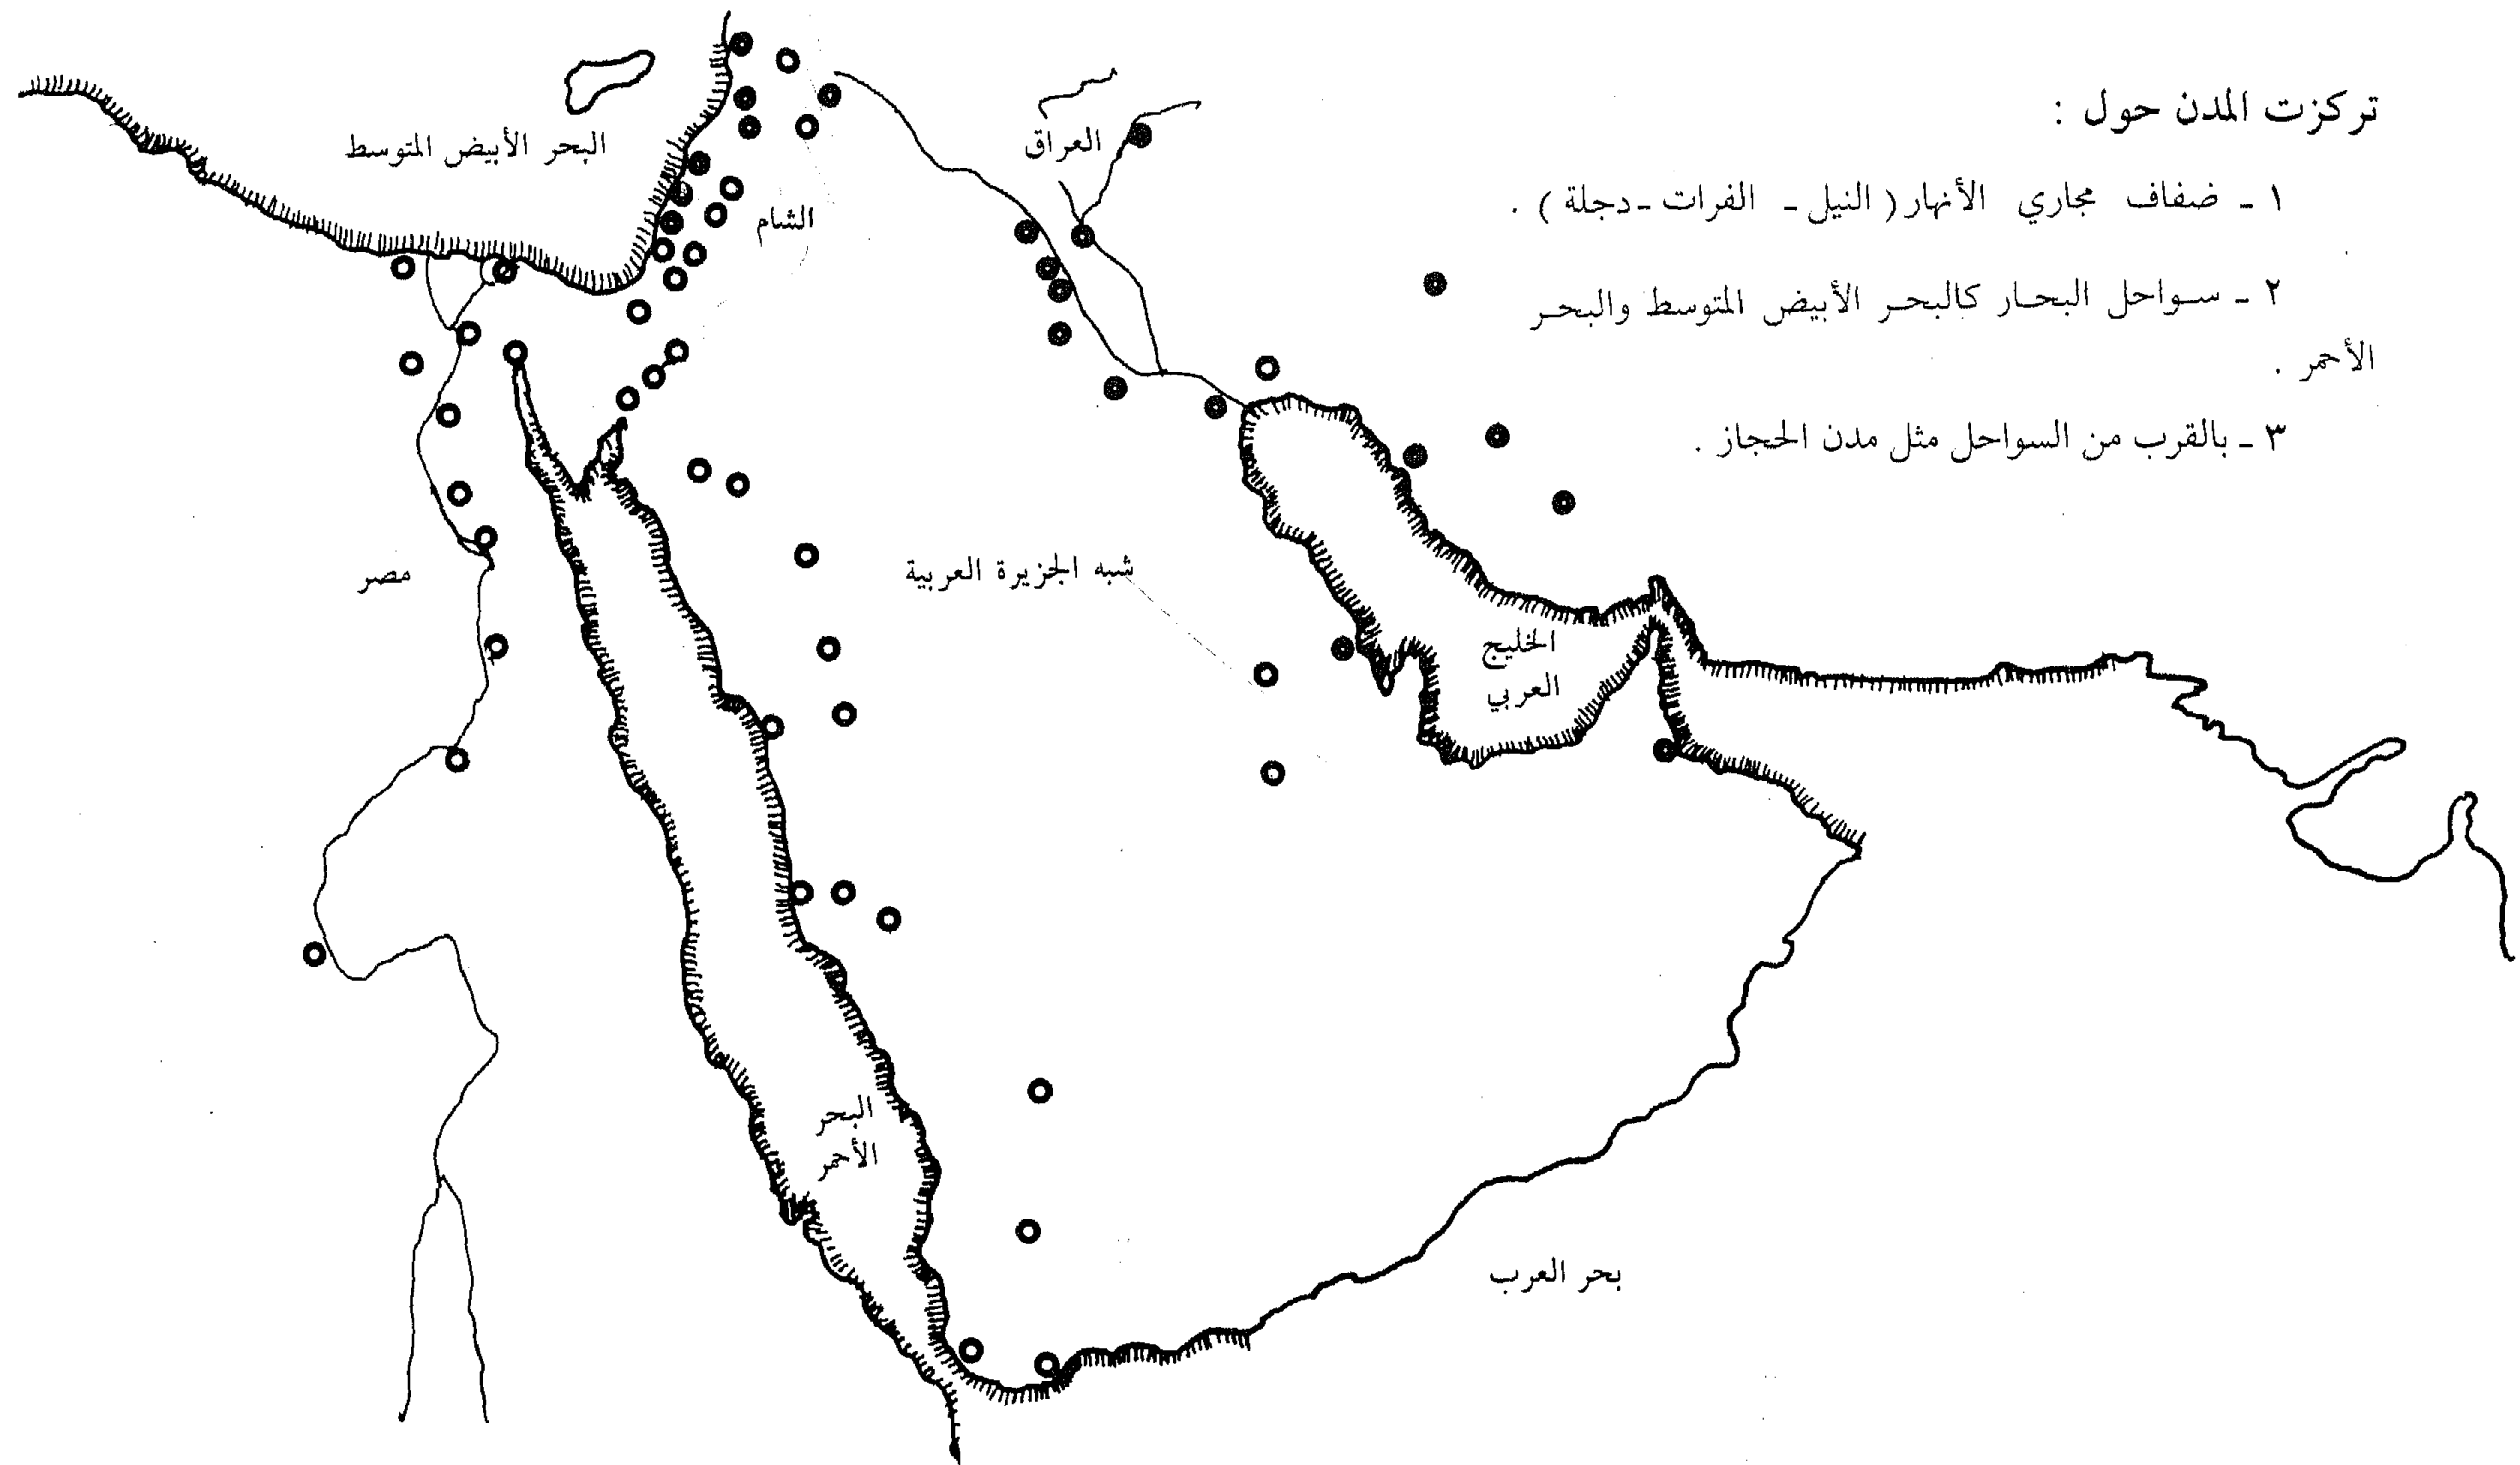 تركزت المدن حول :
١ - ضفاف مجاري الأنهار ( النيل - الفرات - دجلة ) .
٢ - سواحل البحار كالبحر الأبيض المتوسط والبحر
الأحمر .
٣ - بالقرب من السواحل مثل مدن الحجاز .
العراق
البحر الأبيض المتوسط
الشام
شبه الجزيرة العربية
مصر
الخليج
العربي
البحر
الأحمر
بحر العرب